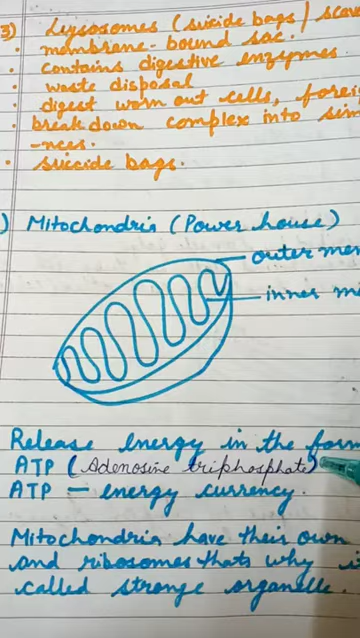 3) Lysosomes (suicide bags /
• membrane-bound sac.
• contains digestive enzymes
• waste disposal
• digest worn out cells,
• breakdown complex into
-nces.
• suicide bags.
) Mitochondria (Power house)
outer
inner
Release energy in the form
ATP (Adenosine triphosphate)
ATP — energy currency.
Mitochondria have their own
and ribosomes thats why
called strange organelle.